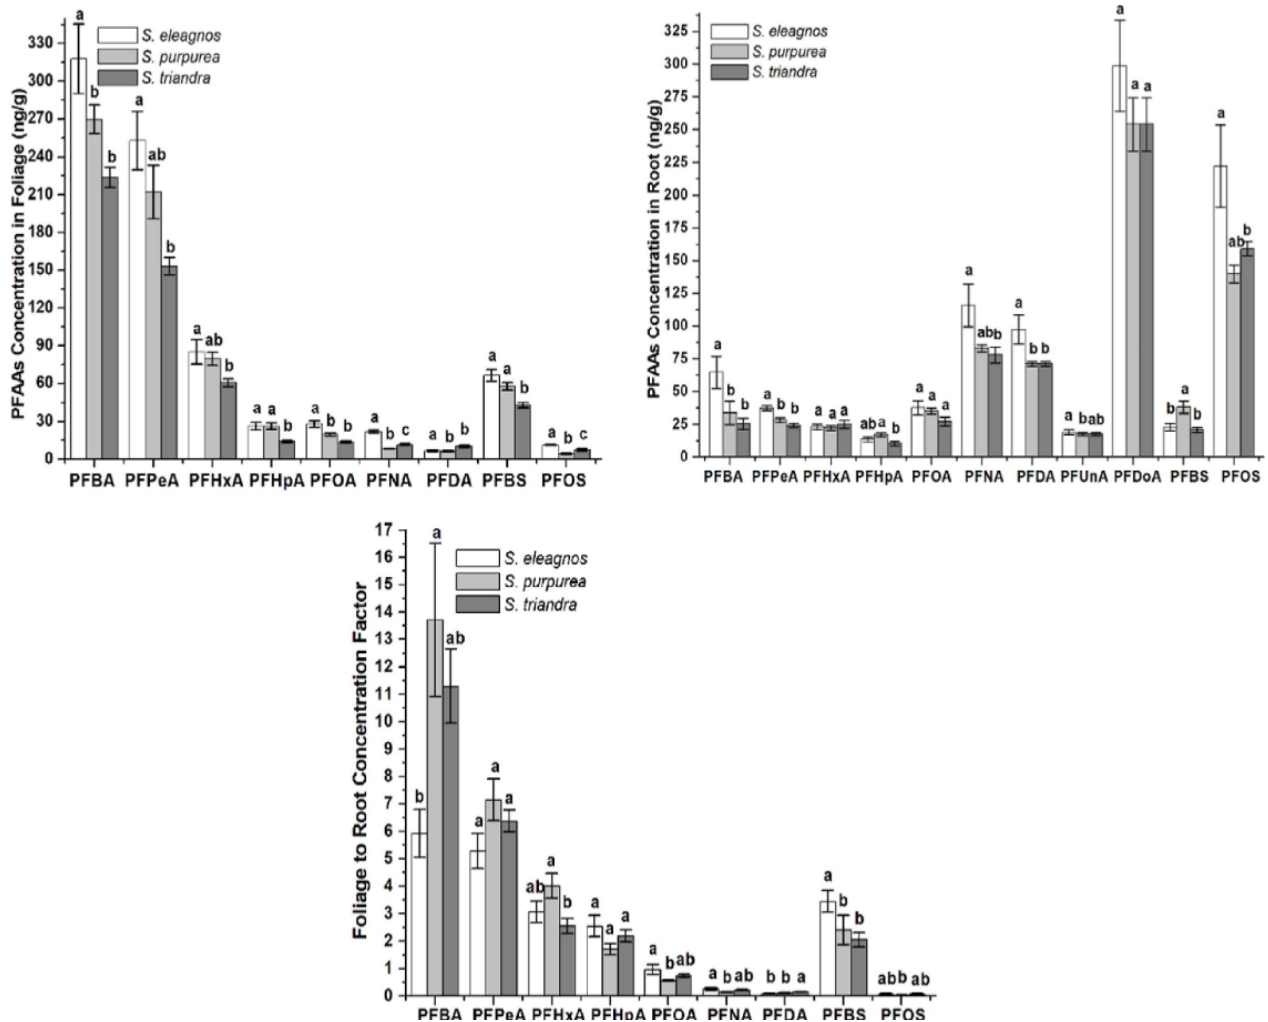 PFAAs Concentration in Foliage (ng/g)
330
300
270
240
210
180
150
120
90
60
30
0
S. eleagnos
S. purpurea
S. triandra
a b b
a ab b
a ab b
a a b
a b b
a b c
a b b
a a b
a b c
PFBA PFPeA PFHxA PFHpA PFOA PFNA PFDA PFBS PFOS
PFAAs Concentration in Root (ng/g)
325
300
275
250
225
200
175
150
125
100
75
50
25
0
S. eleagnos
S. purpurea
S. triandra
a b b
a b b
a a a
ab a b
a a a
a ab b
a b b
a b ab
a a a
b a b
a ab b
PFBA PFPeA PFHxA PFHpA PFOA PFNA PFDA PFUnA PFDoA PFBS PFOS
Foliage to Root Concentration Factor
17
16
15
14
13
12
11
10
9
8
7
6
5
4
3
2
1
0
S. eleagnos
S. purpurea
S. triandra
b a ab
a a a
ab a b
a a a
a b ab
a b ab
b b a
a b b
ab b ab
PFBA PFPeA PFHxA PFHpA PFOA PFNA PFDA PFBS PFOS